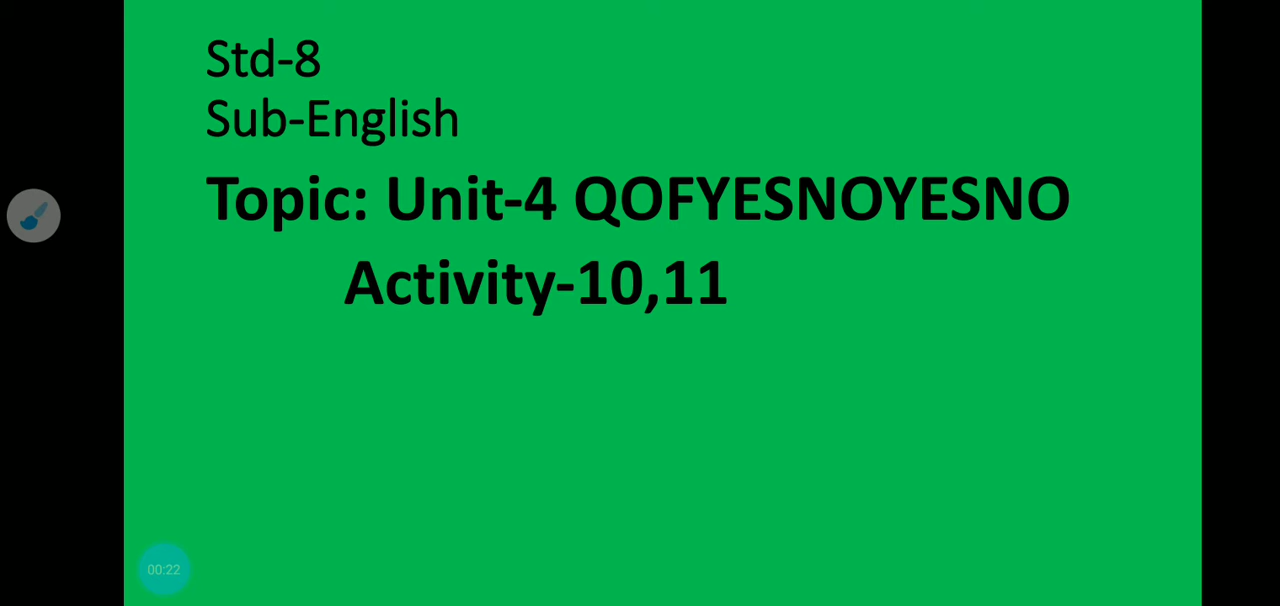 Std-8
Sub-English
Topic: Unit-4 QOFYESNOYESNO
Activity-10,11
00:22